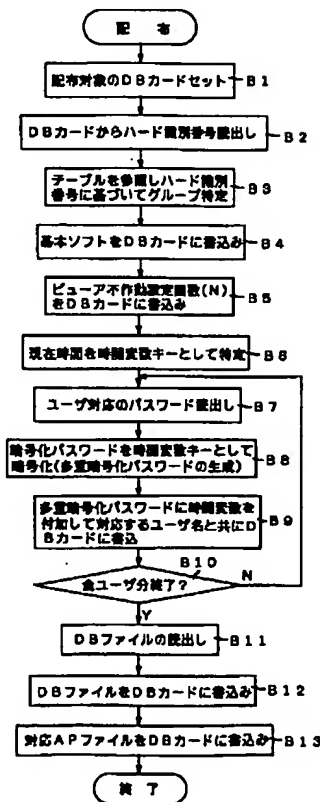 配布
配布対象のDBカードセット
B1
DBカードからハード識別番号読出し
B2
テーブルを参照しハード識別
番号に基づいてグループ特定
B3
基本ソフトをDBカードに書込み
B4
ビューア不作動設定回数(N)
をDBカードに書込み
B5
現在時間を時間変数キーとして特定
B6
ユーザ対応のパスワード読出し
B7
暗号化パスワードを時間変数キーとして
暗号化(多重暗号化パスワードの生成)
B8
多重暗号化パスワードに時間変数を
付加して対応するユーザ名と共にD
Bカードに書込
B9
B10
全ユーザ分終了?
N
Y
DBファイルの読出し
B11
DBファイルをDBカードに書込み
B12
対応APファイルをDBカードに書込み
B13
終了